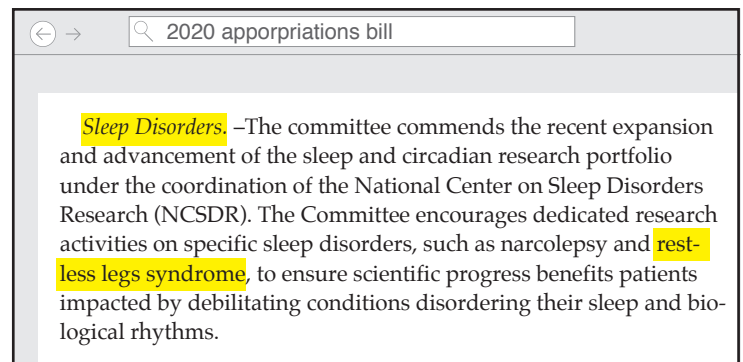 2020 apporpriations bill
Sleep Disorders. –The committee commends the recent expansion
and advancement of the sleep and circadian research portfolio
under the coordination of the National Center on Sleep Disorders
Research (NCSDR). The Committee encourages dedicated research
activities on specific sleep disorders, such as narcolepsy and rest-
less legs syndrome, to ensure scientific progress benefits patients
impacted by debilitating conditions disordering their sleep and bio-
logical rhythms.